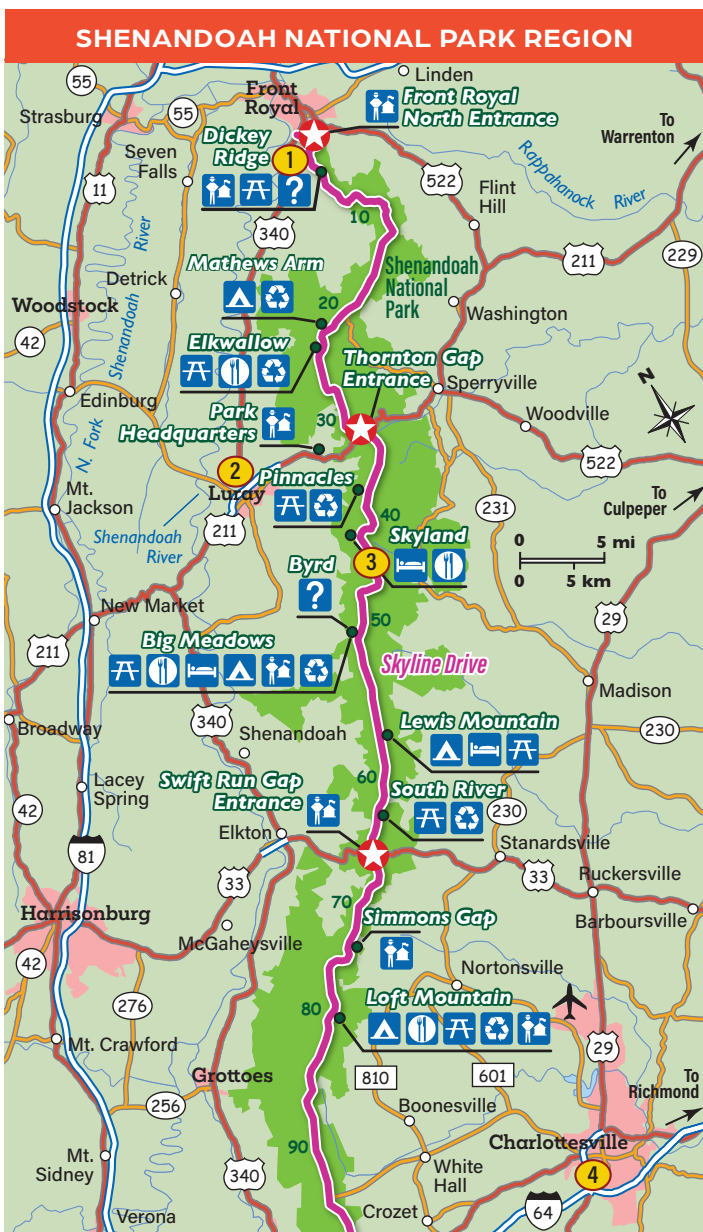 SHENANDOAH NATIONAL PARK REGION
55
Linden
Front
Royal
Front Royal
North Entrance
Strasburg
55
To
Warrenton
Dickey
Ridge
1
Seven
Falls
?
522
Rappahannock
River
11
Flint
Hill
340
10
River
211
229
Mathews Arm
Shenandoah
National
Park
Detrick
Woodstock
20
Washington
42
Shenandoah
Elkwallow
Thornton Gap
Entrance
Sperryville
N
Edinburg
Park
Headquarters
30
Woodville
N. Fork
2
522
Luray
Pinnacles
Mt.
Jackson
231
To
Culpeper
211
40
Shenandoah
River
Skyland
0 5 mi
3
0 5 km
Byrd
?
New Market
50
29
Big Meadows
211
Skyline Drive
Madison
340
Broadway
Shenandoah
Lewis Mountain
230
Lacey
Spring
60
Swift Run Gap
Entrance
South River
42
230
Elkton
Stanardsville
81
33
33
Ruckersville
70
Harrisonburg
Barboursville
Simmons Gap
McGaheysville
42
Nortonsville
276
Loft Mountain
80
Mt. Crawford
29
Grottoes
810
601
To
Richmond
256
Boonesville
Charlottesville
90
Mt.
Sidney
White
Hall
4
340
Verona
Crozet
64